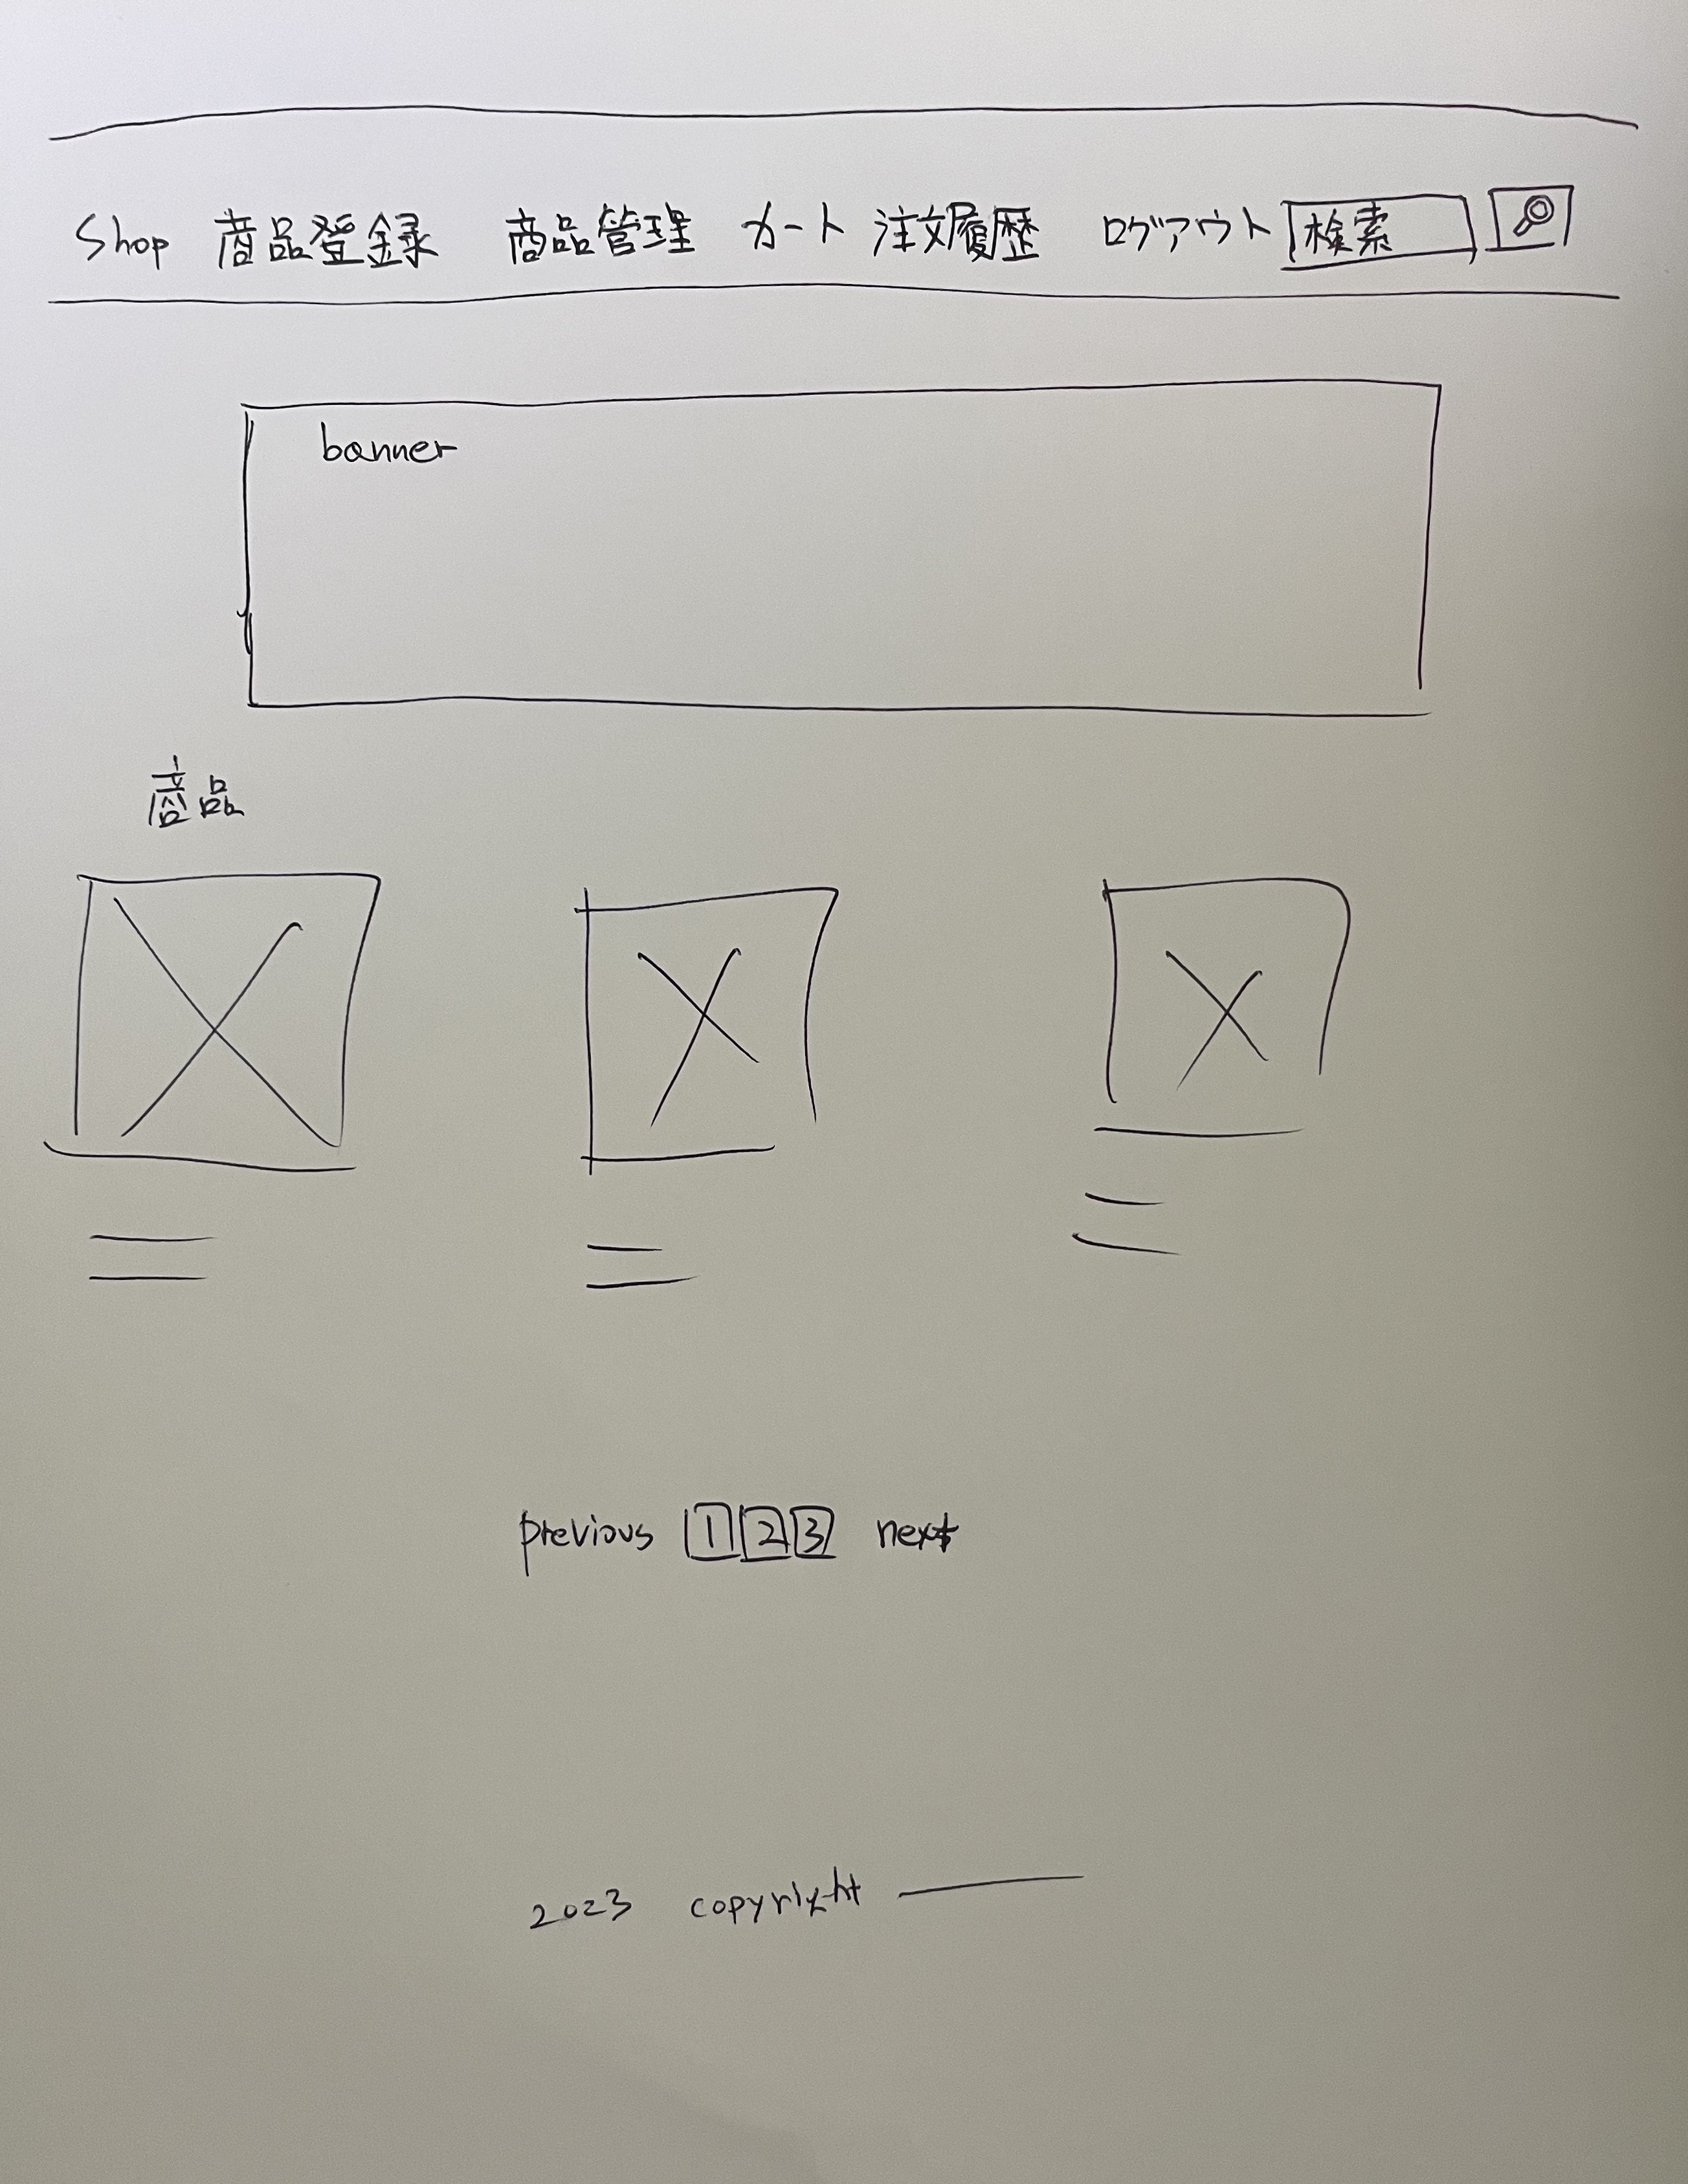 Shop 商品登録 商品管理 カート 注文履歴 ログアウト 検索
banner
商品
previous 1 2 3 next
2023 copyright